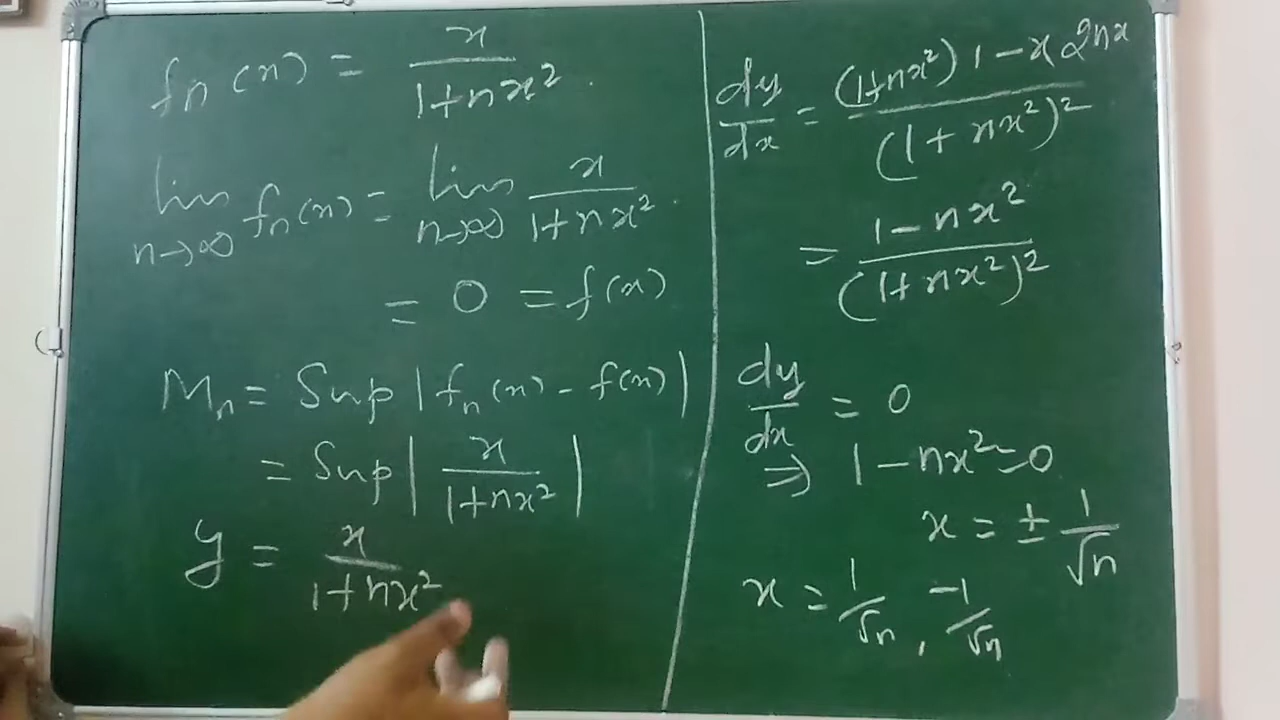 fn(x) = x/(1+nx²).
lim n→∞ fn(x) = lim n→∞ x/(1+nx²).
= 0 = f(x)
Mn = Sup |fn(x) - f(x)|
= Sup | x/(1+nx²) |
y = x/(1+nx²)
dy/dx = ((1+nx²) 1 - x 2nx)/(1+nx²)²
= (1-nx²)/(1+nx²)²
dy/dx = 0
⇒ 1-nx²=0
x = ± 1/√n
x = 1/√n, -1/√n